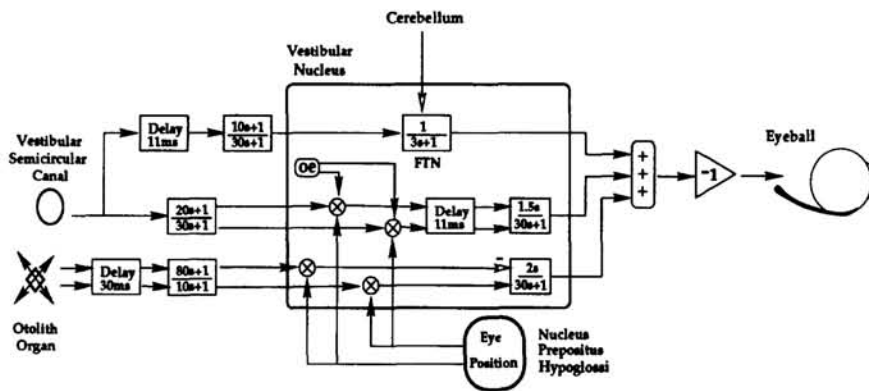 Cerebellum
Vestibular
Nucleus
Delay
11ms
10s+1
30s+1
1
3s+1
FTN
Vestibular
Semicircular
Canal
oe
20s+1
30s+1
Delay
11ms
1.5s
30s+1
+
+
+
-1
Eyeball
Delay
30ms
80s+1
10s+1
-
2s
30s+1
Otolith
Organ
Eye
Position
Nucleus
Prepositus
Hypoglossi